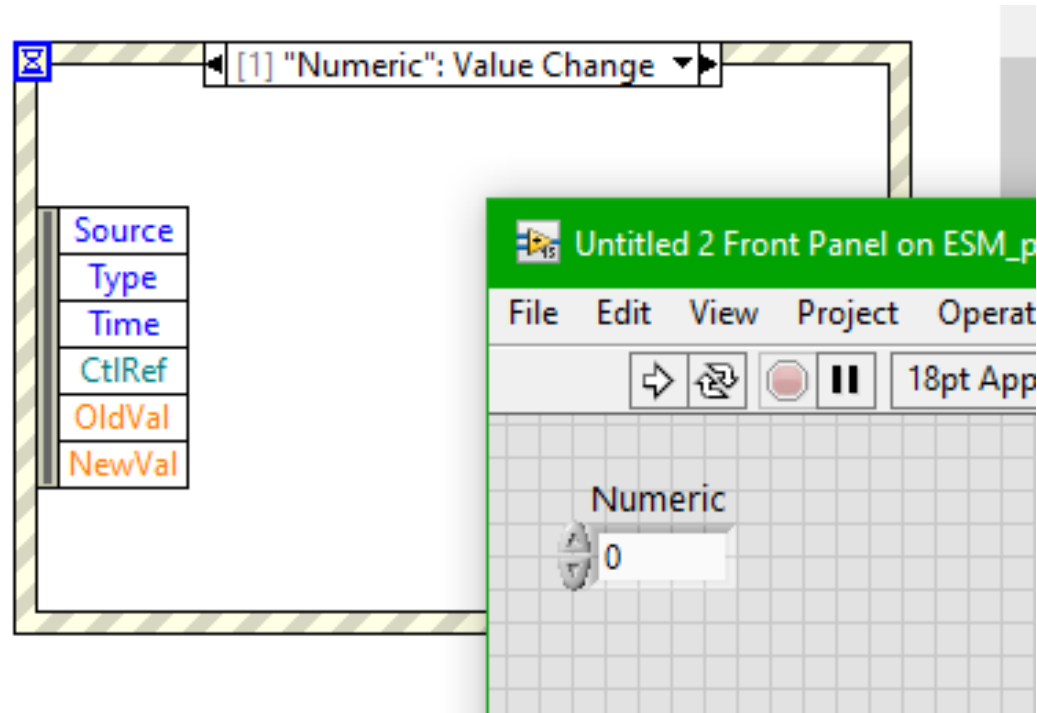 [1] "Numeric": Value Change
Source
Type
Time
CtlRef
OldVal
NewVal
Untitled 2 Front Panel on ESM_p
File Edit View Project Operat
18pt App
Numeric
0